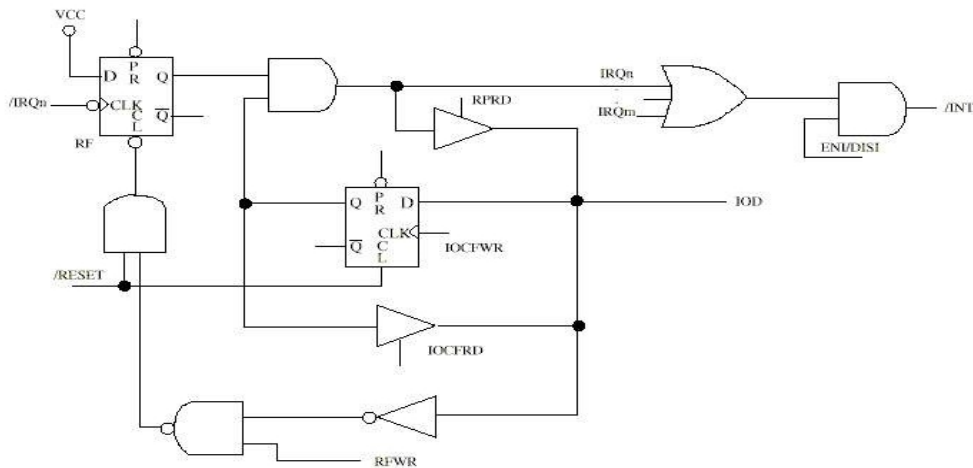 VCC
P
D R Q
/IRQn
CLK
C
L Q
RF
IRQn
:
IRQm
/INT
ENI/DISI
RPRD
P
Q R D
CLK
Q C
L
IOCFWR
IOD
/RESET
IOCFRD
RFWR